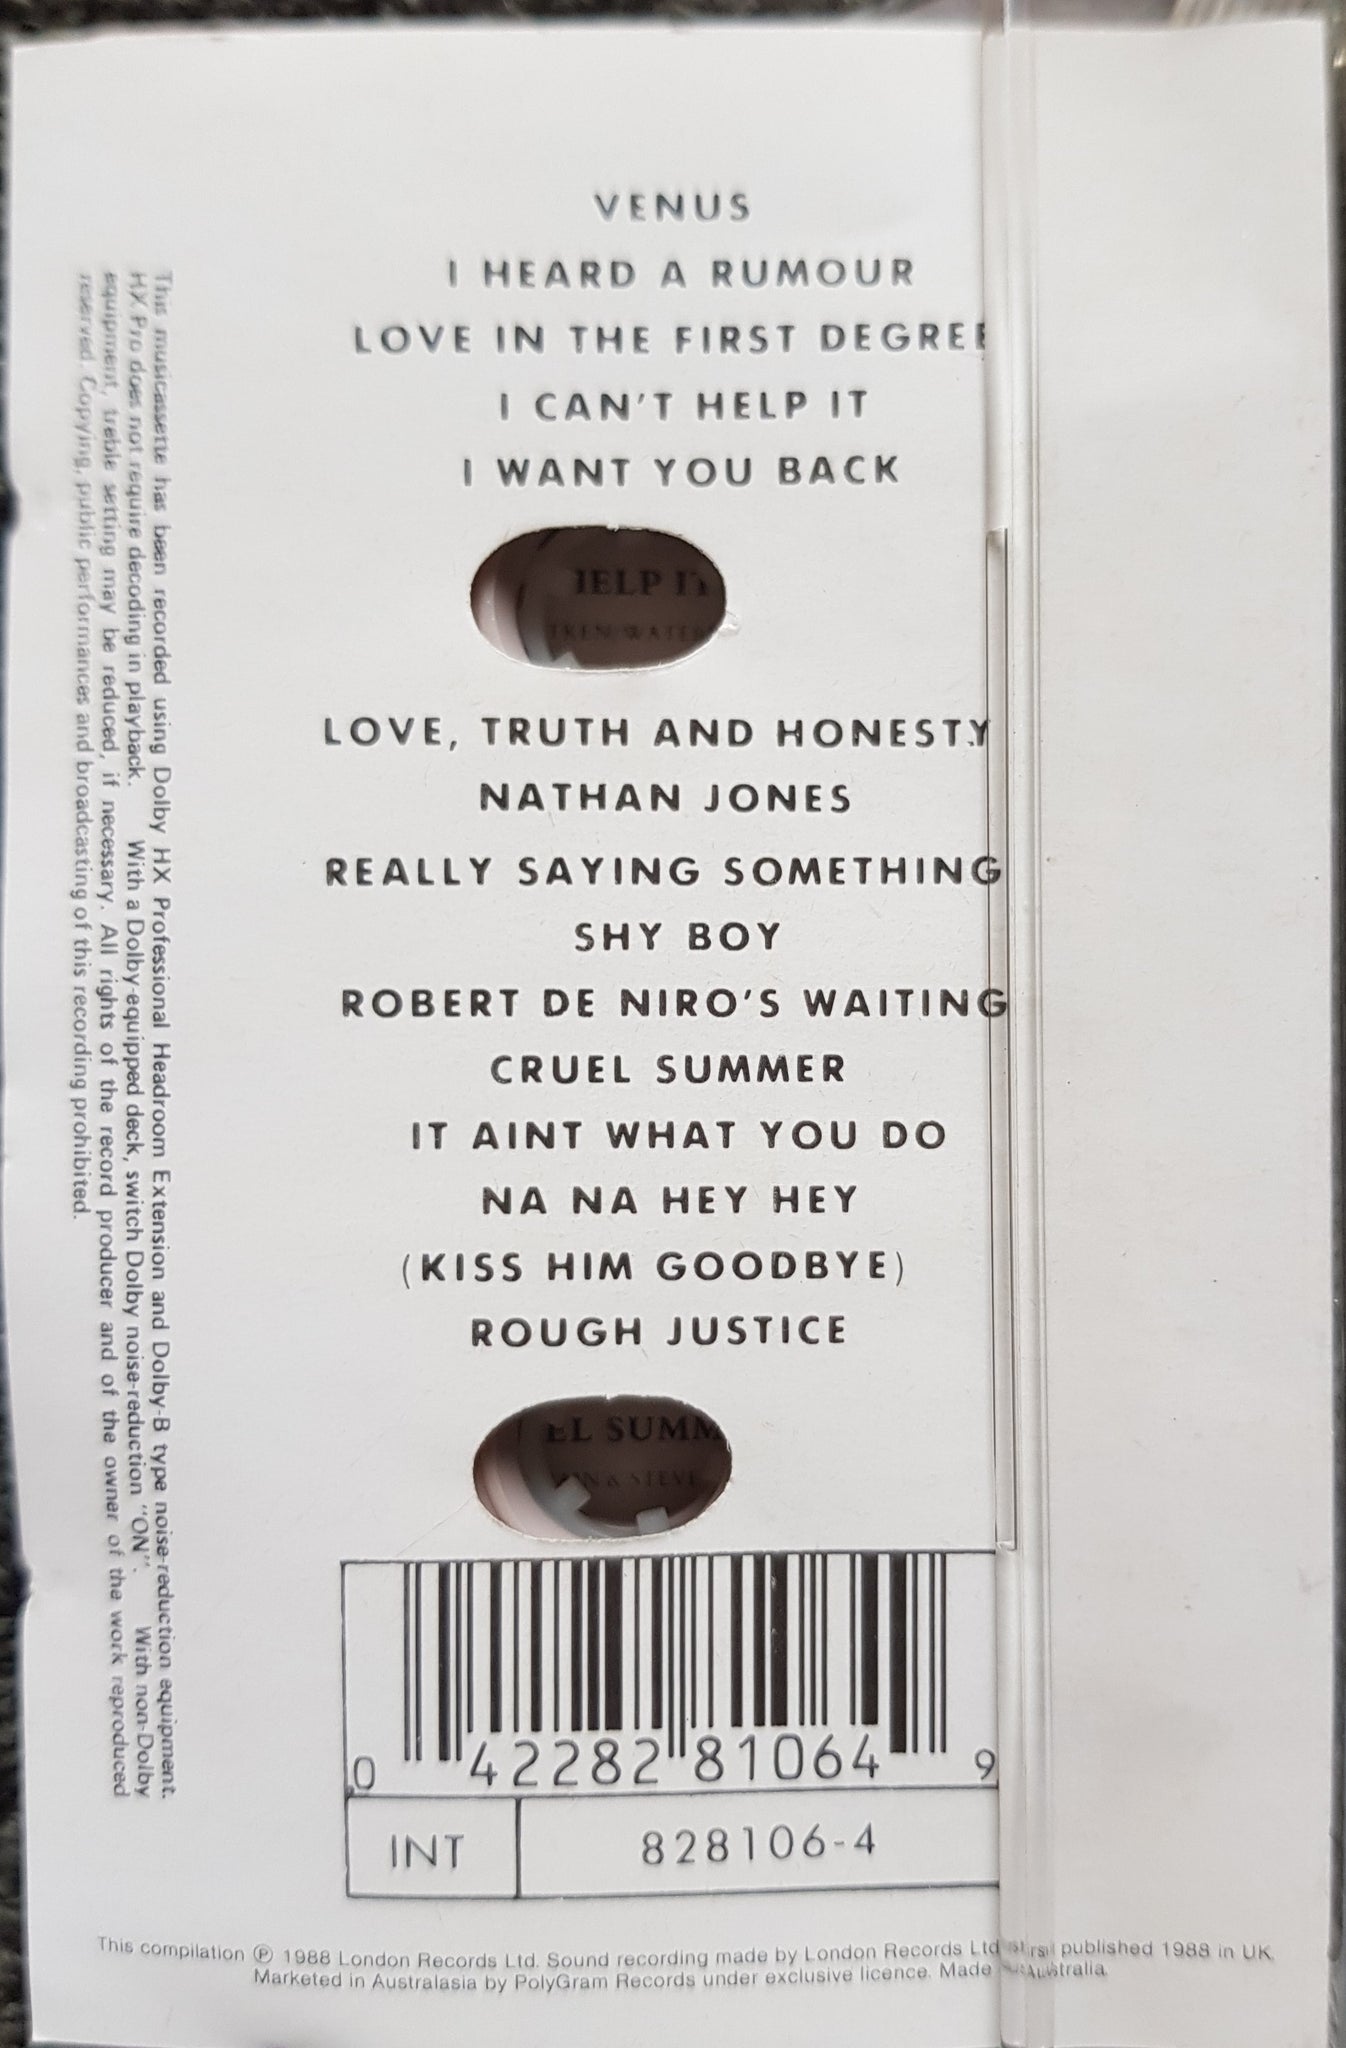 VENUS
I HEARD A RUMOUR
LOVE IN THE FIRST DEGREE
I CAN'T HELP IT
I WANT YOU BACK
HELP IT
LOVE, TRUTH AND HONESTY
NATHAN JONES
REALLY SAYING SOMETHING
SHY BOY
ROBERT DE NIRO'S WAITING
CRUEL SUMMER
IT AINT WHAT YOU DO
NA NA HEY HEY
(KISS HIM GOODBYE)
ROUGH JUSTICE
EL SUMM
& STEVE
0 42282 81064 9
INT 828106-4
This musicassette has been recorded using Dolby HX Professional Headroom Extension and Dolby-B type noise-reduction equipment.
HX Pro does not require decoding in playback. With a Dolby-equipped deck, switch Dolby noise-reduction "ON". With non-Dolby
equipment, treble setting may be reduced, if necessary. All rights of the record producer and of the owner of the work reproduced
reserved. Copying, public performances and broadcasting of this recording prohibited.
This compilation ℗ 1988 London Records Ltd. Sound recording made by London Records Ltd first published 1988 in UK.
Marketed in Australasia by PolyGram Records under exclusive licence. Made Australia.